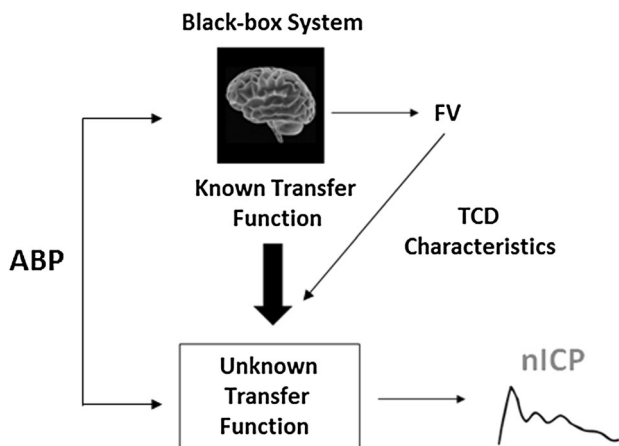 Black-box System
FV
Known Transfer
Function
TCD
Characteristics
ABP
Unknown
Transfer
Function
nICP